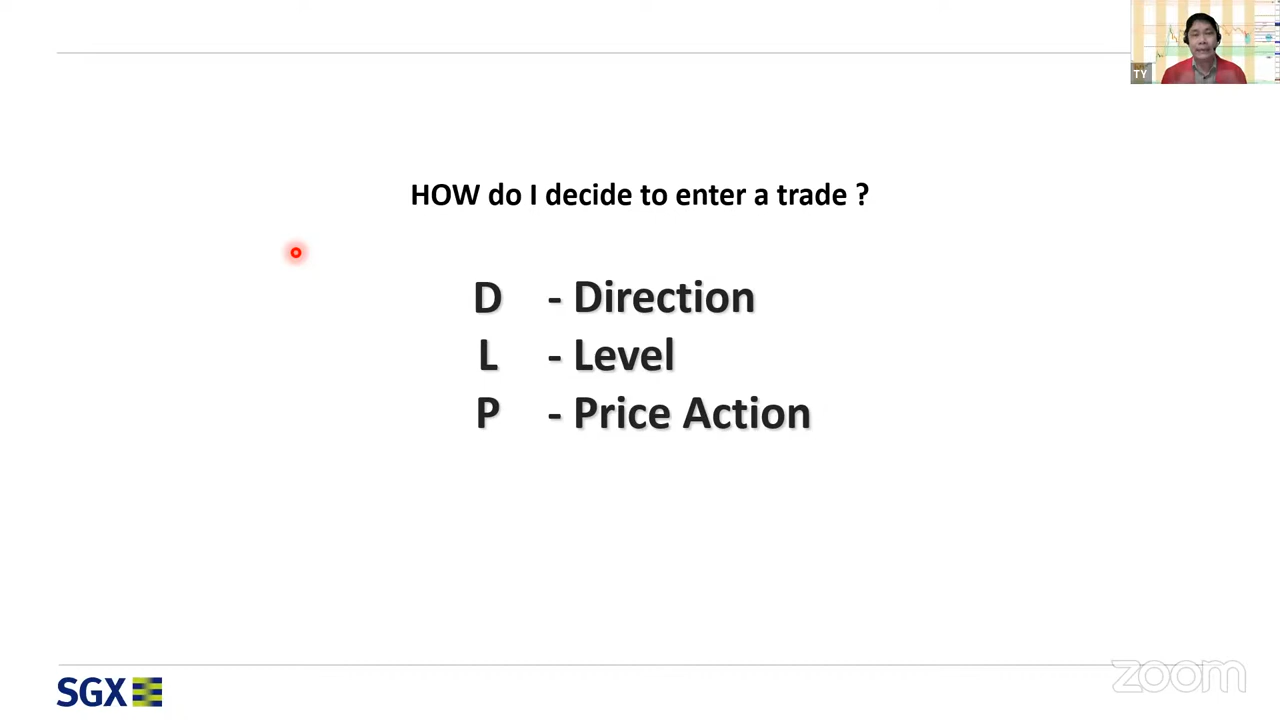 TY
HOW do I decide to enter a trade ?
D - Direction
L - Level
P - Price Action
SGX
zoom